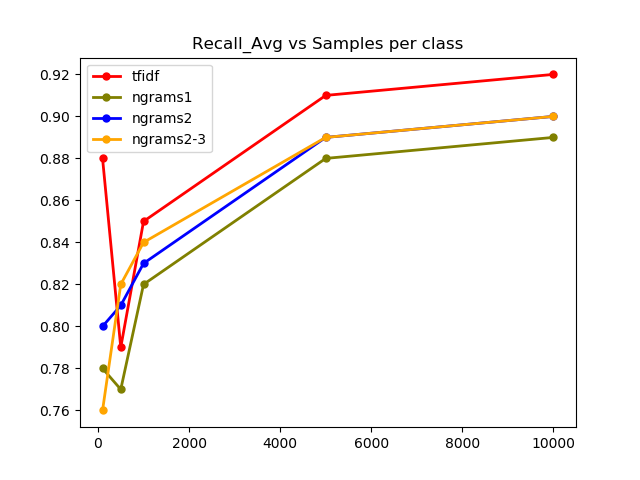 Recall_Avg vs Samples per class
tfidf
ngrams1
ngrams2
ngrams2-3
0.92
0.90
0.88
0.86
0.84
0.82
0.80
0.78
0.76
0 2000 4000 6000 8000 10000